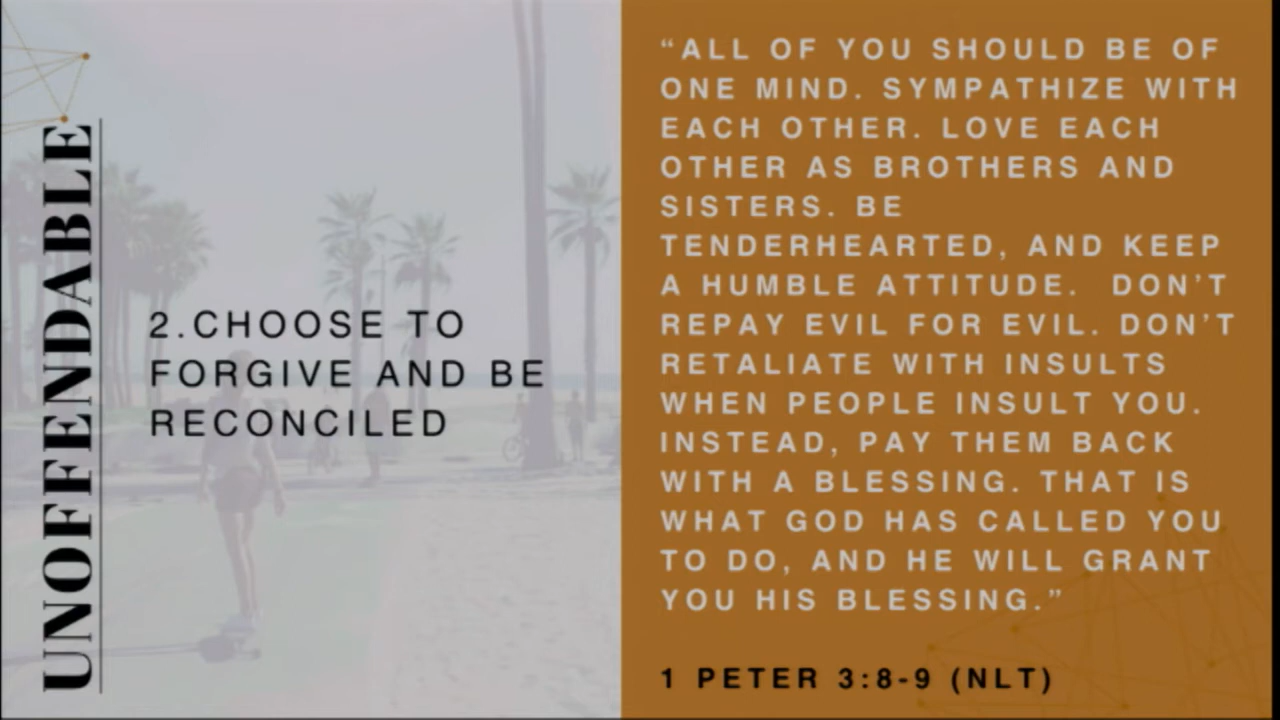 UNOFFENDABLE
2.CHOOSE TO
FORGIVE AND BE
RECONCILED
“ALL OF YOU SHOULD BE OF
ONE MIND. SYMPATHIZE WITH
EACH OTHER. LOVE EACH
OTHER AS BROTHERS AND
SISTERS. BE
TENDERHEARTED, AND KEEP
A HUMBLE ATTITUDE.  DON’T
REPAY EVIL FOR EVIL. DON’T
RETALIATE WITH INSULTS
WHEN PEOPLE INSULT YOU.
INSTEAD, PAY THEM BACK
WITH A BLESSING. THAT IS
WHAT GOD HAS CALLED YOU
TO DO, AND HE WILL GRANT
YOU HIS BLESSING.”
1 PETER 3:8-9 (NLT)